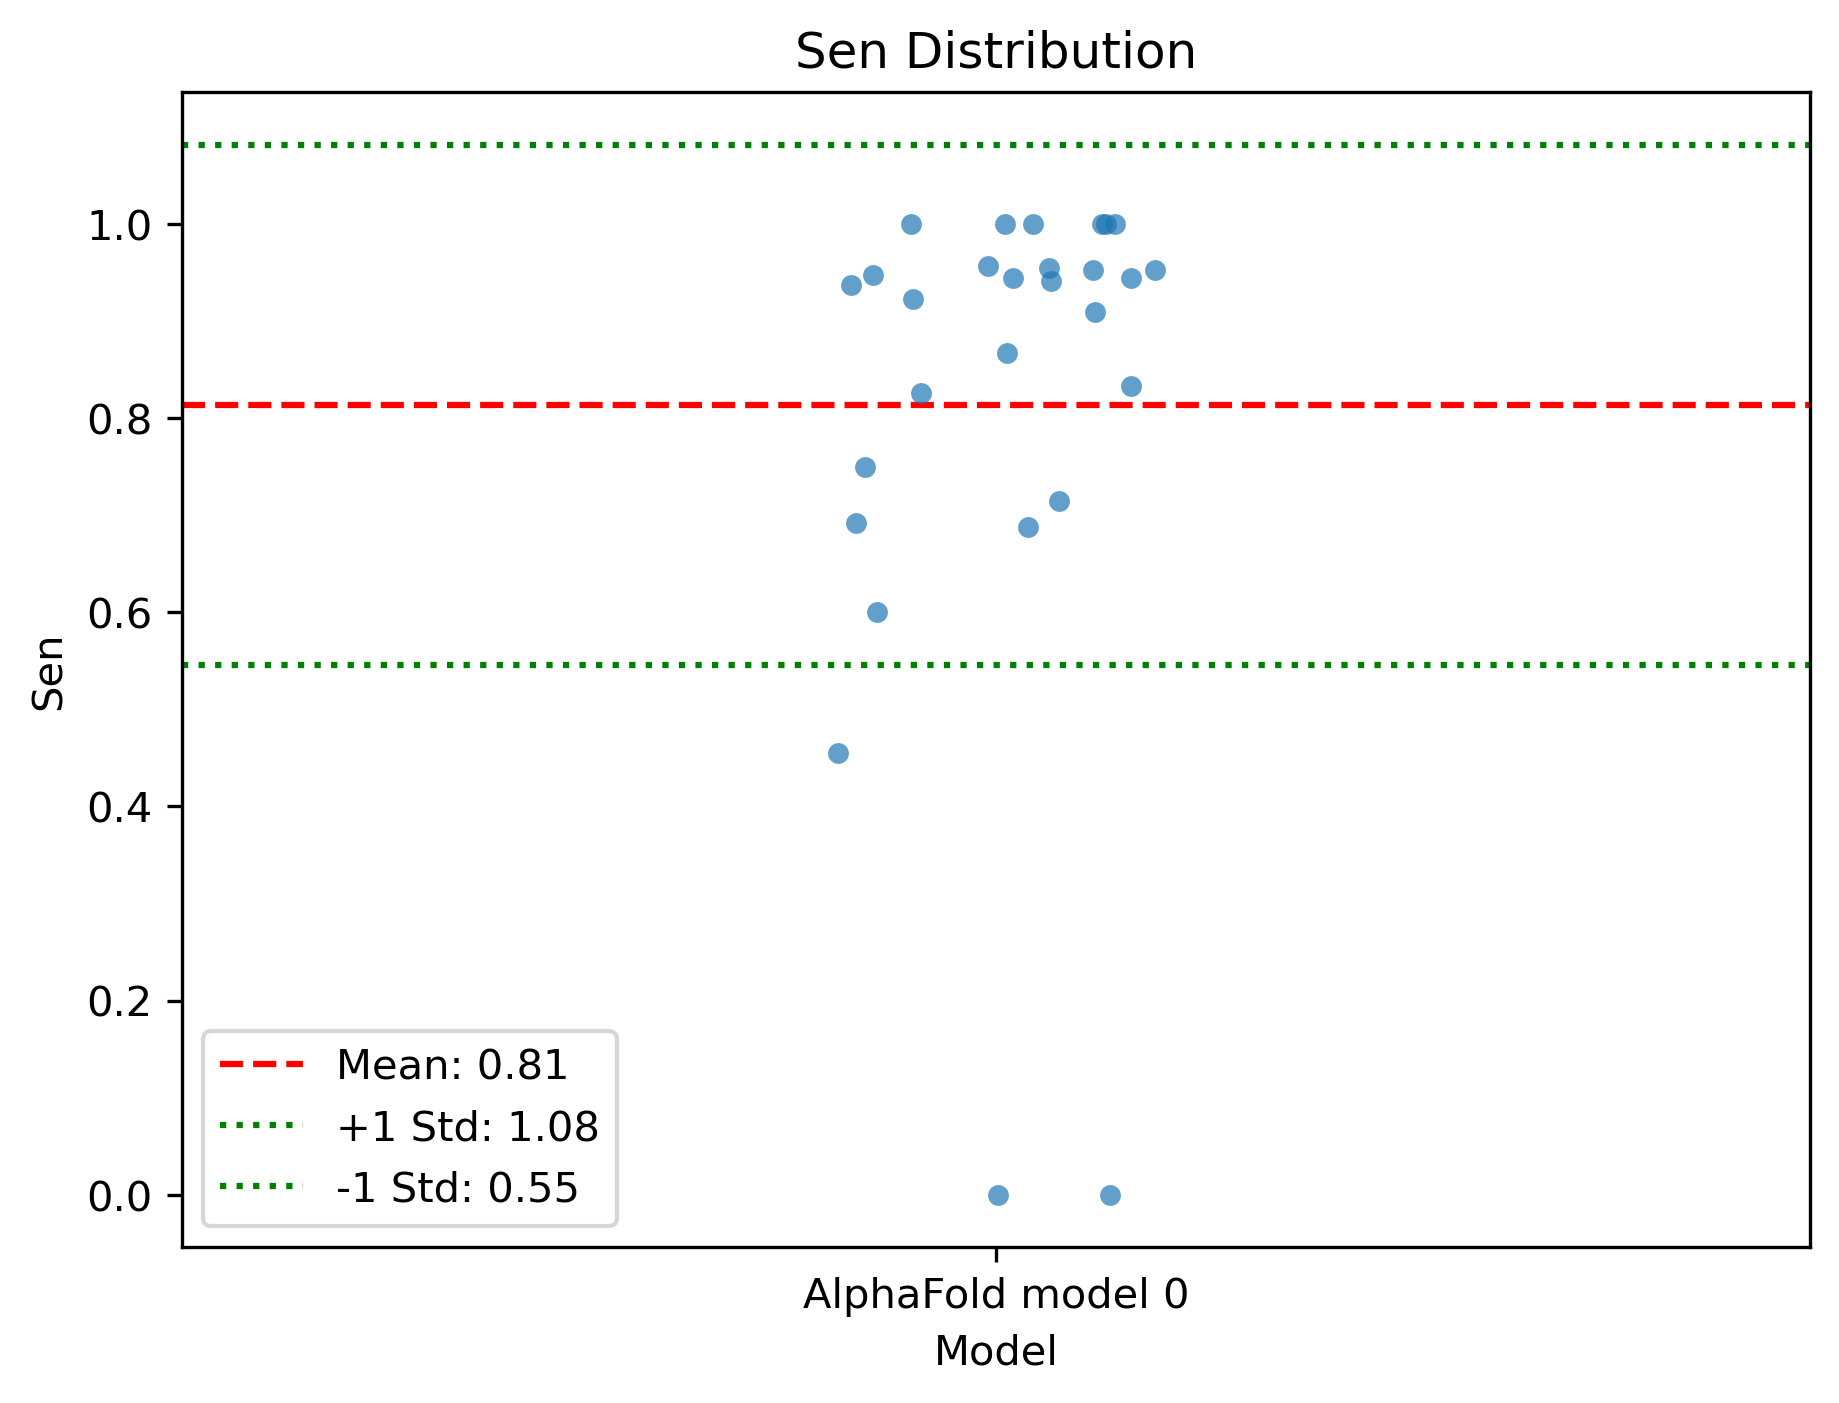 Sen Distribution
1.0
0.8
0.6
0.4
0.2
0.0
Sen
Mean: 0.81
+1 Std: 1.08
-1 Std: 0.55
AlphaFold model 0
Model